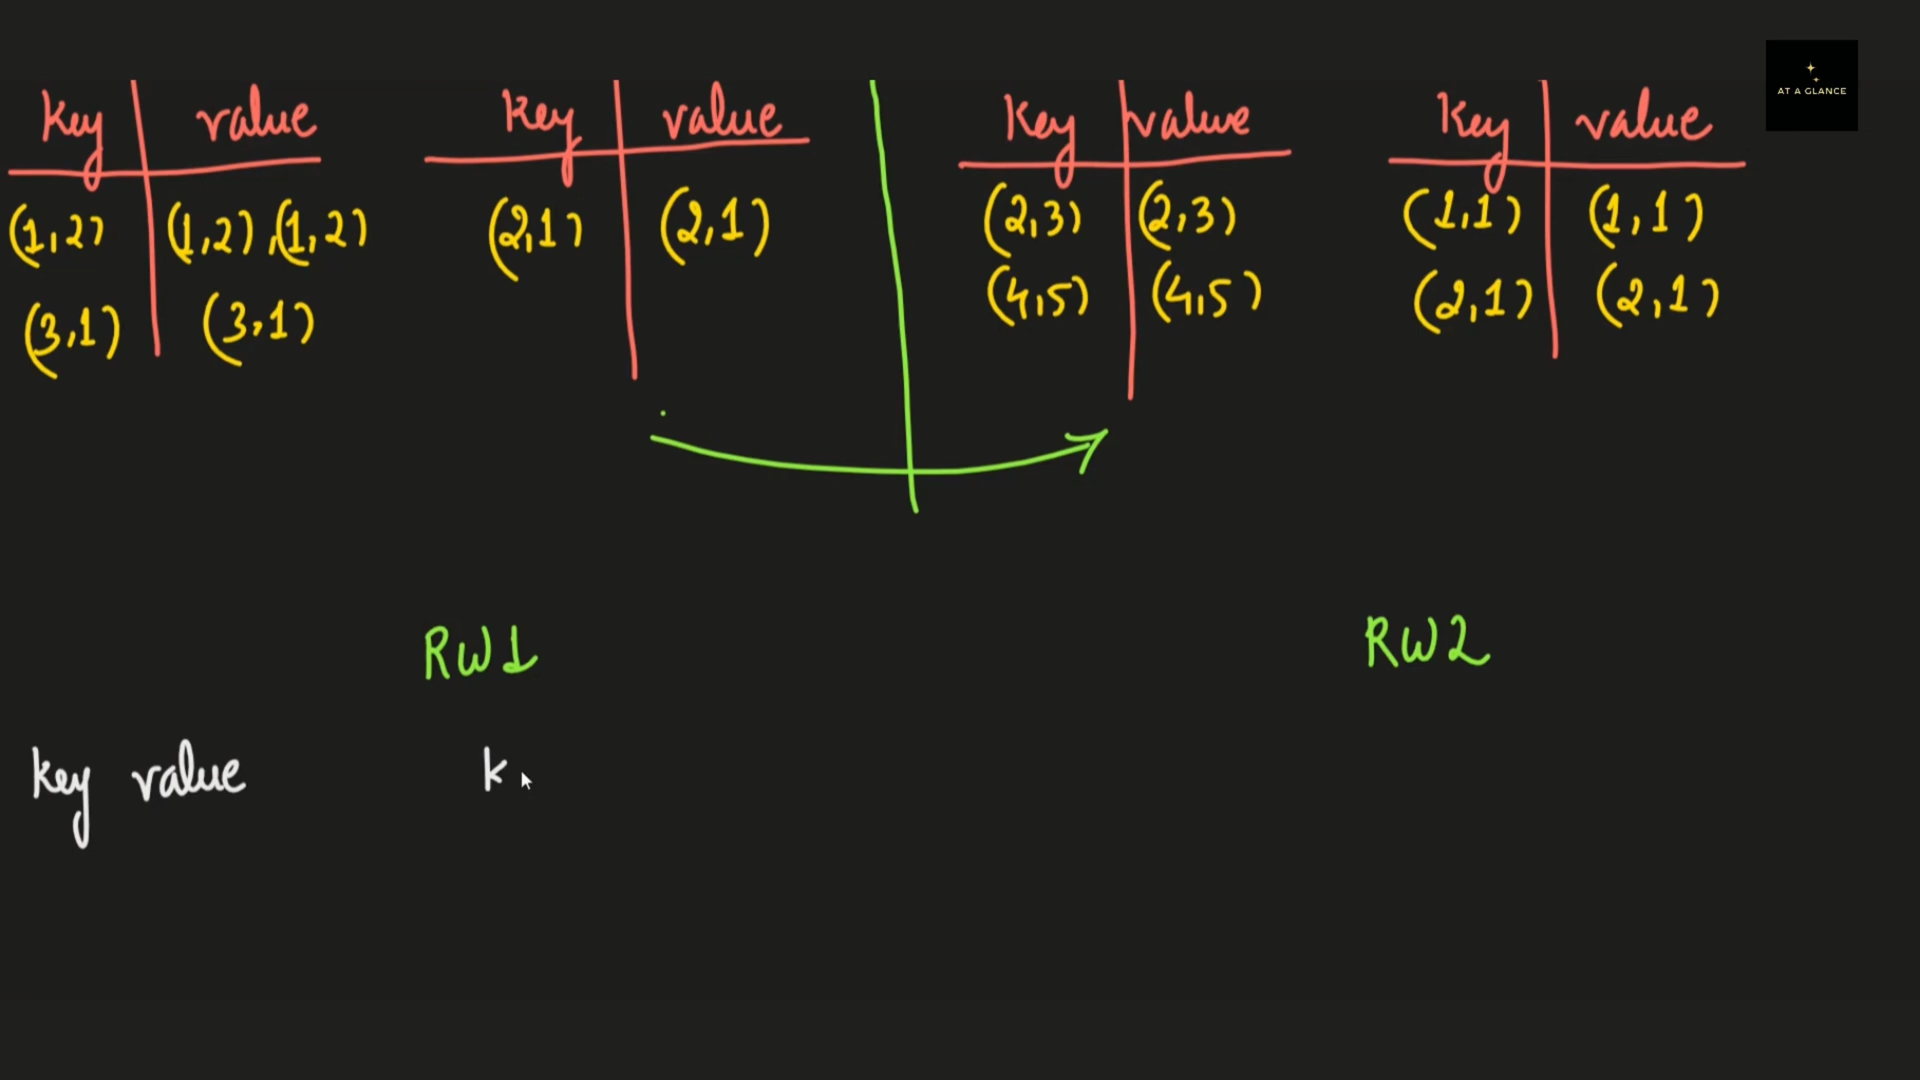 AT A GLANCE
key value key value key value key value
(1,2) (1,2),(1,2) (2,1) (2,1) (2,3) (2,3) (1,1) (1,1)
(3,1) (3,1) (4,5) (4,5) (2,1) (2,1)
RW1 RW2
key value k